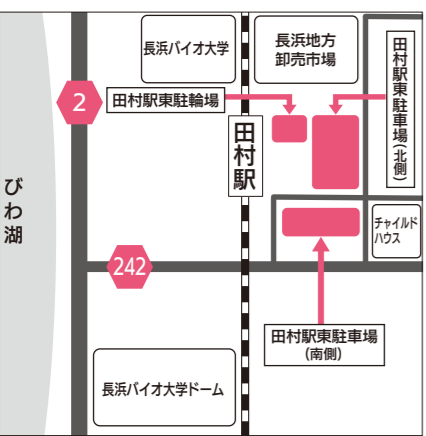 長浜バイオ大学
長浜地方
卸売市場
田村駅東駐車場(北側)
2
田村駅東駐輪場
田村駅
びわ湖
チャイルド
ハウス
242
田村駅東駐車場
(南側)
長浜バイオ大学ドーム